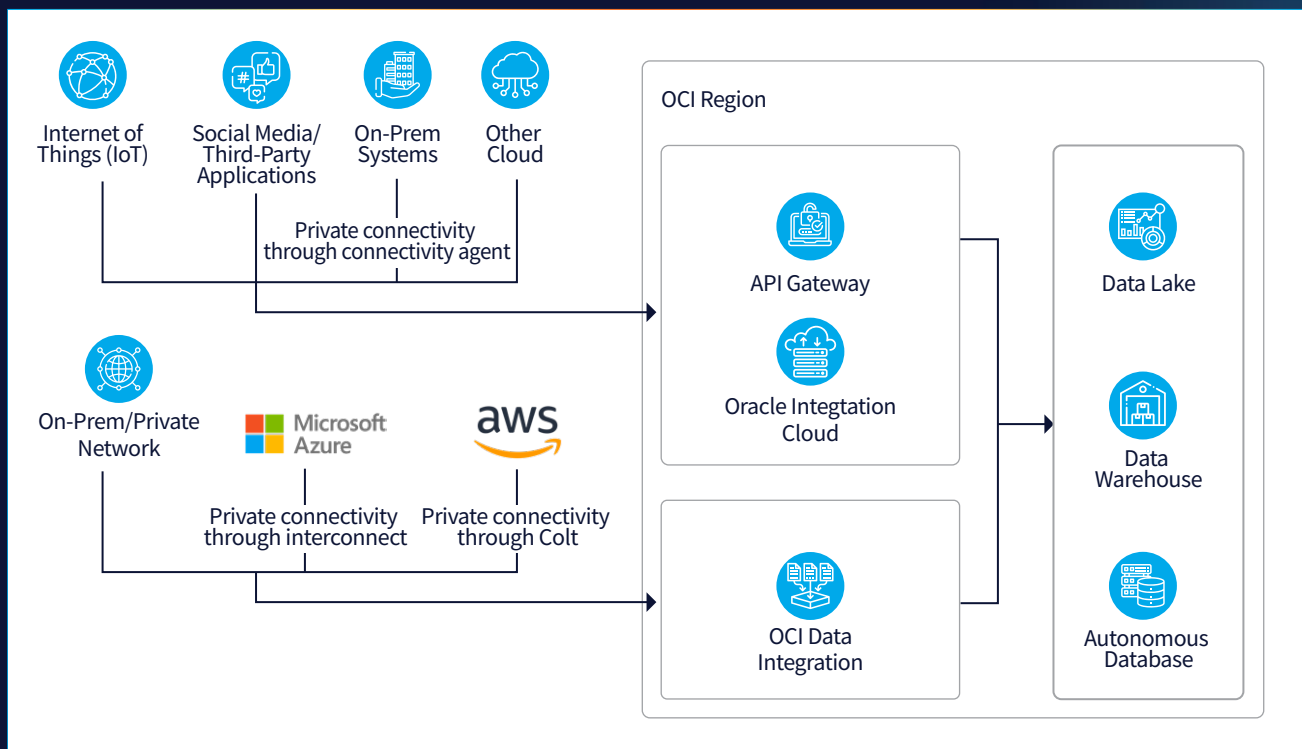 Internet of
Things (IoT)
Social Media/
Third-Party
Applications
On-Prem
Systems
Other
Cloud
Private connectivity
through connectivity agent
On-Prem/Private
Network
Microsoft
Azure
aws
Private connectivity
through interconnect
Private connectivity
through Colt
OCI Region
API Gateway
Oracle Integtation
Cloud
OCI Data
Integration
Data Lake
Data
Warehouse
Autonomous
Database